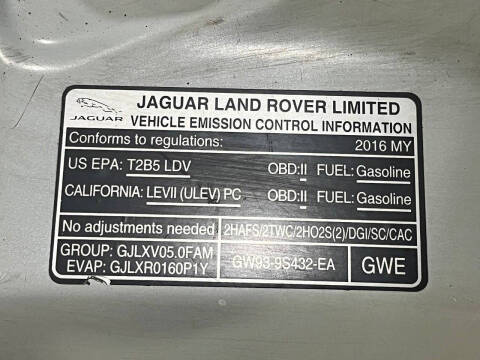 JAGUAR
JAGUAR LAND ROVER LIMITED
VEHICLE EMISSION CONTROL INFORMATION
Conforms to regulations: 2016 MY
US EPA: T2B5 LDV OBD:II FUEL: Gasoline
CALIFORNIA: LEVII (ULEV) PC OBD:II FUEL: Gasoline
No adjustments needed 2HAFS/2TWC/2HO2S(2)/DGI/SC/CAC
GROUP: GJLXV05.0FAM
EVAP: GJLXR0160P1Y
GW93-9S432-EA
GWE